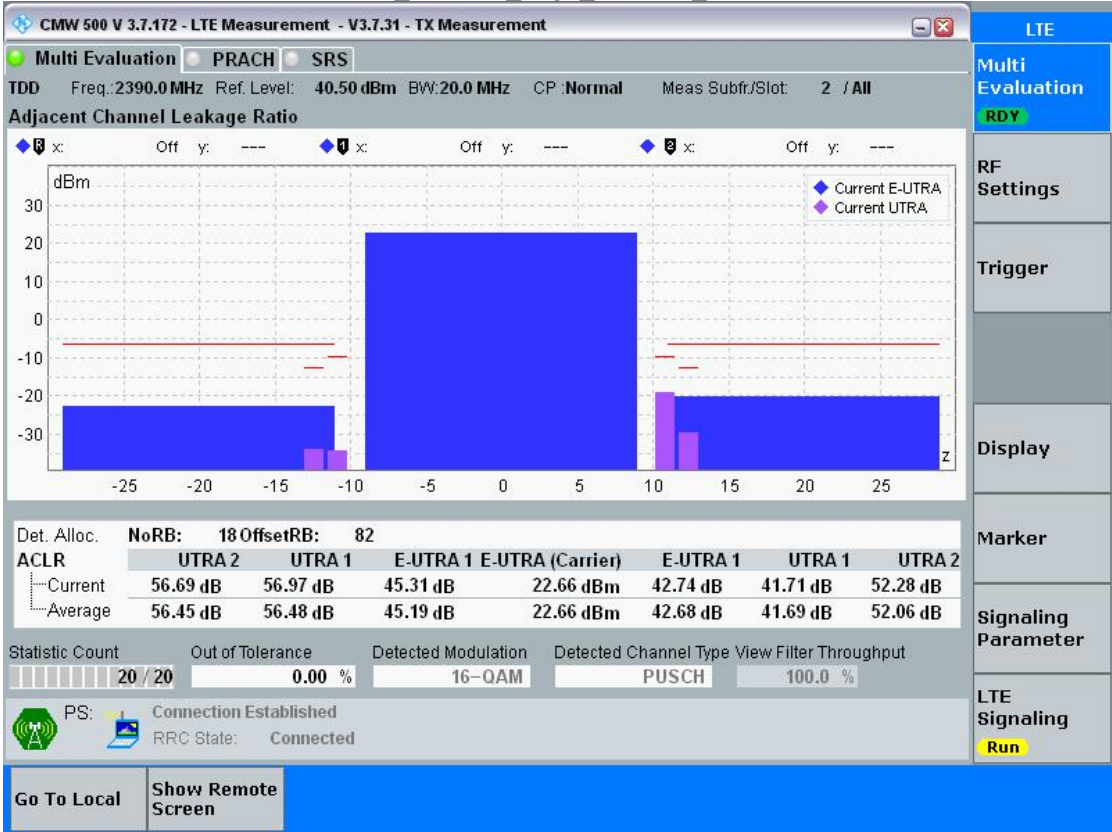 CMW 500 V 3.7.172 - LTE Measurement - V3.7.31 - TX Measurement
LTE
Multi Evaluation PRACH SRS
Multi
Evaluation
RDY
TDD Freq.:2390.0 MHz Ref. Level: 40.50 dBm BW:20.0 MHz CP :Normal Meas Subfr./Slot: 2 / All
Adjacent Channel Leakage Ratio
R x: Off y: --- 1 x: Off y: --- 2 x: Off y: ---
dBm
Current E-UTRA
Current UTRA
30
20
10
0
-10
-20
-30
z
-25 -20 -15 -10 -5 0 5 10 15 20 25
RF
Settings
Trigger
Display
Marker
Signaling
Parameter
LTE
Signaling
Run
Det. Alloc. NoRB: 18 OffsetRB: 82
ACLR UTRA 2 UTRA 1 E-UTRA 1 E-UTRA (Carrier) E-UTRA 1 UTRA 1 UTRA 2
Current 56.69 dB 56.97 dB 45.31 dB 22.66 dBm 42.74 dB 41.71 dB 52.28 dB
Average 56.45 dB 56.48 dB 45.19 dB 22.66 dBm 42.68 dB 41.69 dB 52.06 dB
Statistic Count Out of Tolerance Detected Modulation Detected Channel Type View Filter Throughput
20 / 20 0.00 % 16-QAM PUSCH 100.0 %
PS: Connection Established
RRC State: Connected
Go To Local
Show Remote
Screen